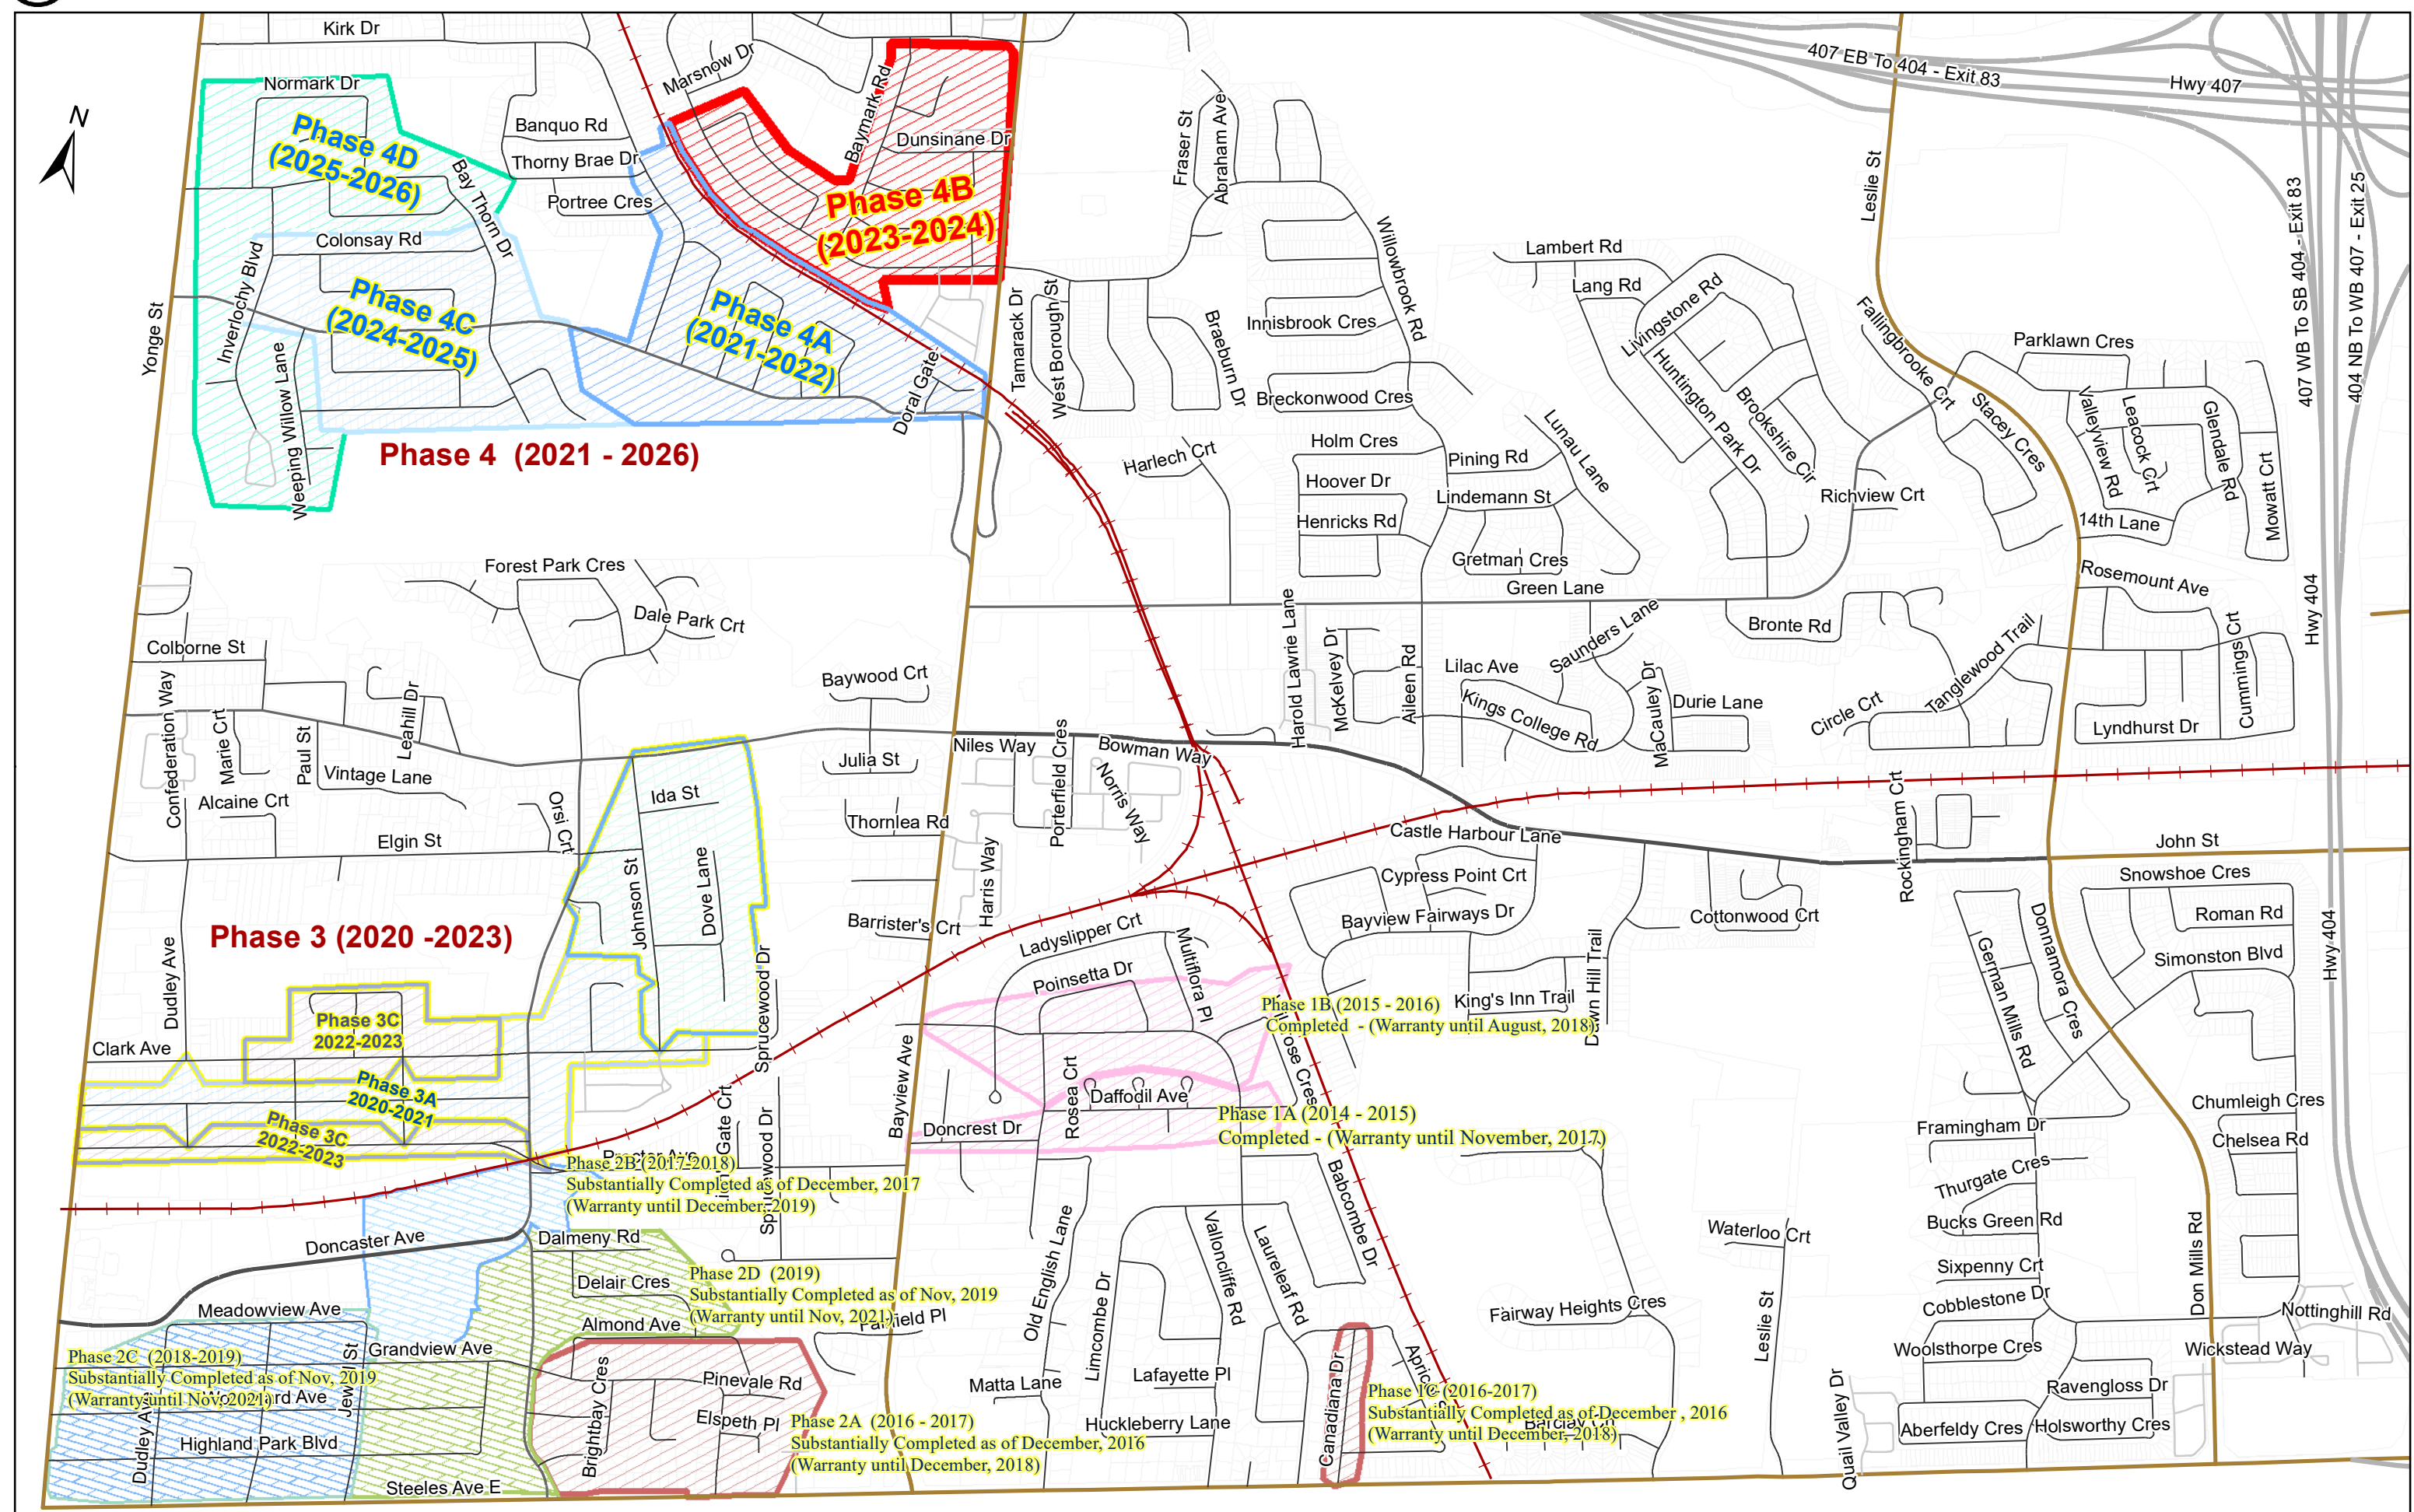 Kirk Dr
Marsnow Dr
407 EB To 404 - Exit 83
Hwy 407
Normark Dr
N
Baymark Rd
Banquo Rd
Dunsinane Dr
Phase 4D
(2025-2026)
Thorny Brae Dr
Bay Thorn Dr
Portree Cres
Phase 4B
(2023-2024)
Fraser St
Abraham Ave
Leslie St
407 WB To SB 404 - Exit 83
404 NB To WB 407 - Exit 25
Colonsay Rd
Inverlochy Blvd
Willowbrook Rd
Lambert Rd
Lang Rd
Livingstone Rd
Phase 4C
(2024-2025)
Phase 4A
(2021-2022)
Yonge St
Tamarack Dr
West Borough St
Braeburn Dr
Innisbrook Cres
Fallingbrooke Crt
Parklawn Cres
Weeping Willow Lane
Doral Gate
Breckonwood Cres
Huntington Park Dr
Brookshire Cir
Stacey Cres
Valleyview Rd
Leacock Crt
Glendale Rd
Mowatt Crt
Phase 4 (2021 - 2026)
Harlech Crt
Holm Cres
Pining Rd
Lunau Lane
Hoover Dr
Lindemann St
Richview Crt
Henricks Rd
14th Lane
Gretman Cres
Forest Park Cres
Green Lane
Rosemount Ave
Dale Park Crt
Hwy 404
Colborne St
Harold Lawrie Lane
McKelvey Dr
Aileen Rd
Lilac Ave
Saunders Lane
Bronte Rd
Tanglewood Trail
Cummings Crt
Baywood Crt
Confederation Way
Marie Crt
Paul St
Leahill Dr
Kings College Rd
MaCauley Dr
Durie Lane
Circle Crt
Lyndhurst Dr
Niles Way
Porterfield Cres
Bowman Way
Julia St
Vintage Lane
Norris Way
Ida St
Alcaine Crt
Orsi Crt
Thornlea Rd
Castle Harbour Lane
Rockingham Crt
John St
Elgin St
Johnson St
Dove Lane
Harris Way
Cypress Point Crt
Snowshoe Cres
Bayview Fairways Dr
Cottonwood Crt
Roman Rd
Barrister's Crt
Ladyslipper Crt
Phase 3 (2020 -2023)
Dudley Ave
Sprucewood Dr
Poinsetta Dr
Multiflora Pl
Dawn Hill Trail
German Mills Rd
Donnamora Cres
Simonston Blvd
Hwy 404
King's Inn Trail
Phase 1B (2015 - 2016)
Completed - (Warranty until August, 2018)
Phase 3C
2022-2023
Clark Ave
Bayview Ave
Phase 3A
2020-2021
Rosea Crt
Daffodil Ave
Phase 1A (2014 - 2015)
Completed - (Warranty until November, 2017)
Chumleigh Cres
Phase 3C
2022-2023
Doncrest Dr
Framingham Dr
Chelsea Rd
Phase 2B (2017-2018)
Substantially Completed as of December, 2017
(Warranty until December, 2019)
Babcombe Dr
Thurgate Cres
Doncaster Ave
Dalmeny Rd
Old English Lane
Valloncliffe Rd
Laureleaf Rd
Waterloo Crt
Bucks Green Rd
Don Mills Rd
Phase 2D (2019)
Substantially Completed as of Nov, 2019
(Warranty until Nov, 2021)
Delair Cres
Limcombe Dr
Sixpenny Crt
Cobblestone Dr
Nottinghill Rd
Meadowview Ave
Almond Ave
Fairway Heights Cres
Leslie St
Grandview Ave
Woolsthorpe Cres
Wickstead Way
Phase 2C (2018-2019)
Substantially Completed as of Nov, 2019
(Warranty until Nov, 2021)
Jewell St
Brightbay Cres
Pinevale Rd
Matta Lane
Lafayette Pl
Canadiana Dr
Phase 1C (2016-2017)
Substantially Completed as of December , 2016
(Warranty until December, 2018)
Quail Valley Dr
Ravengloss Dr
Elspeth Pl
Phase 2A (2016 - 2017)
Substantially Completed as of December, 2016
(Warranty until December, 2018)
Huckleberry Lane
Aberfeldy Cres
Holsworthy Cres
Dudley Ave
Highland Park Blvd
Steeles Ave E